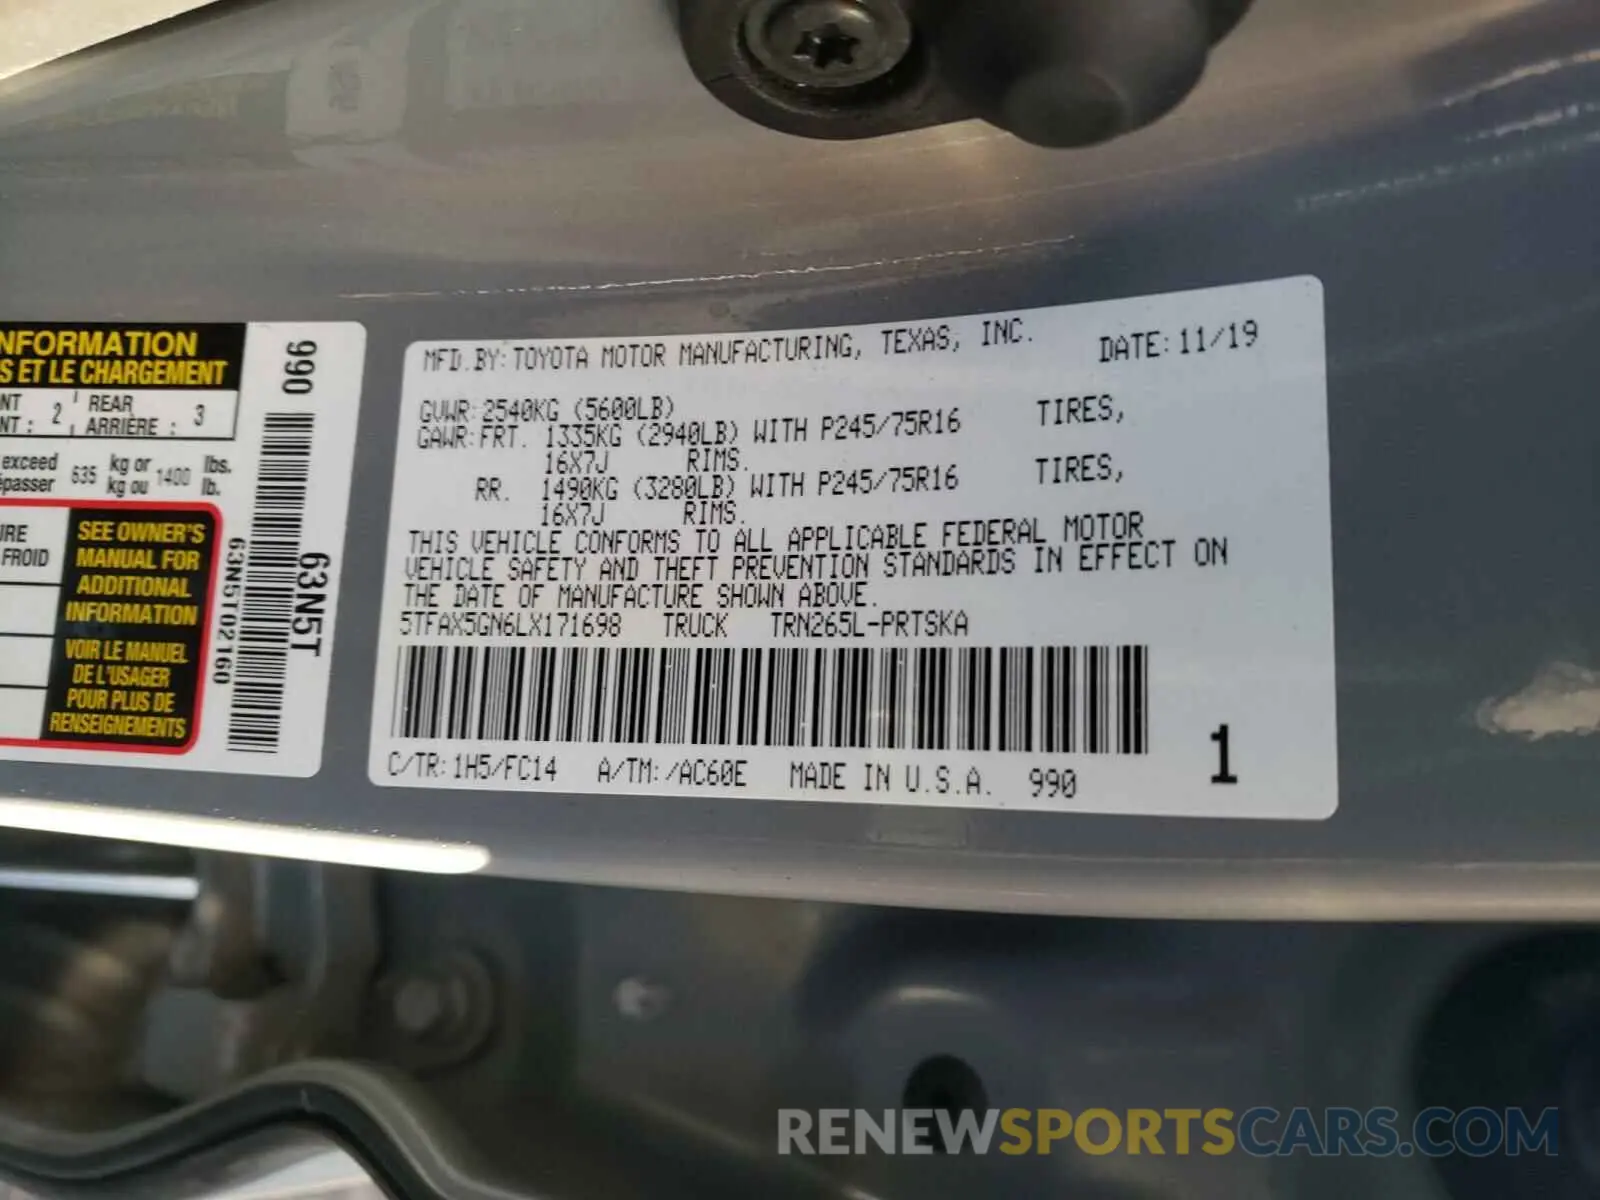 NFORMATION
S ET LE CHARGEMENT
NT 2 REAR 3
NT : ARRIÈRE :
exceed 635 kg or 1400 lbs.
passer kg ou lb.
URE
FROID
SEE OWNER'S
MANUAL FOR
ADDITIONAL
INFORMATION
VOIR LE MANUEL
DE L'USAGER
POUR PLUS DE
RENSEIGNEMENTS
990
63N5T02160
63N5T
MFD.BY:TOYOTA MOTOR MANUFACTURING, TEXAS, INC. DATE:11/19
GVWR:2540KG (5600LB)
GAWR:FRT. 1335KG (2940LB) WITH P245/75R16 TIRES,
16X7J RIMS.
RR. 1490KG (3280LB) WITH P245/75R16 TIRES,
16X7J RIMS.
THIS VEHICLE CONFORMS TO ALL APPLICABLE FEDERAL MOTOR
VEHICLE SAFETY AND THEFT PREVENTION STANDARDS IN EFFECT ON
THE DATE OF MANUFACTURE SHOWN ABOVE.
5TFAX5GN6LX171698 TRUCK TRN265L-PRTSKA
C/TR:1H5/FC14 A/TM:/AC60E MADE IN U.S.A. 990 1
RENEWSPORTSCARS.COM